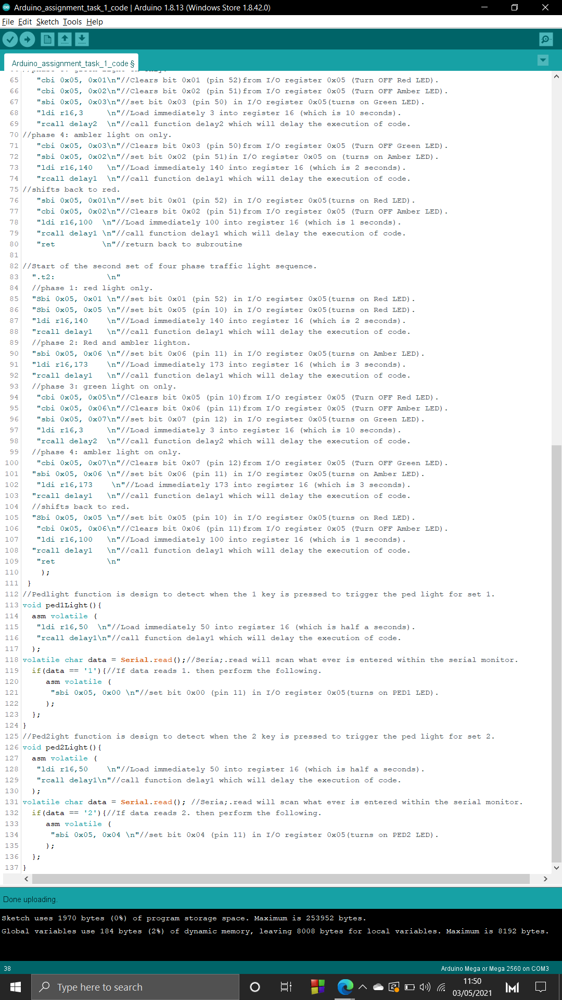 Arduino_assignment_task_1_code | Arduino 1.8.13 (Windows Store 1.8.42.0)
File Edit Sketch Tools Help
Arduino_assignment_task_1_code §
65 "cbi 0x05, 0x01\n"//Clears bit 0x01 (pin 52)from I/O register 0x05 (Turn OFF Red LED).
66 "cbi 0x05, 0x02\n"//Clears bit 0x02 (pin 51)from I/O register 0x05 (Turn OFF Amber LED).
67 "sbi 0x05, 0x03\n"//set bit 0x03 (pin 50) in I/O register 0x05(turns on Green LED).
68 "ldi r16,3 \n"//Load immediately 3 into register 16 (which is 10 seconds).
69 "rcall delay2 \n"//call function delay2 which will delay the execution of code.
70 //phase 4: ambler light on only.
71 "cbi 0x05, 0x03\n"//Clears bit 0x03 (pin 50)from I/O register 0x05 (Turn OFF Green LED).
72 "sbi 0x05, 0x02\n"//set bit 0x02 (pin 51)in I/O register 0x05 on (turns on Amber LED).
73 "ldi r16,140 \n"//Load immediately 140 into register 16 (which is 2 seconds).
74 "rcall delay1 \n"//call function delay1 which will delay the execution of code.
75 //shifts back to red.
76 "sbi 0x05, 0x01\n"//set bit 0x01 (pin 52) in I/O register 0x05(turns on Red LED).
77 "cbi 0x05, 0x02\n"//Clears bit 0x02 (pin 51)from I/O register 0x05 (Turn OFF Amber LED).
78 "ldi r16,100 \n"//Load immediately 100 into register 16 (which is 1 seconds).
79 "rcall delay1 \n"//call function delay1 which will delay the execution of code.
80 "ret \n"//return back to subroutine
81
82 //Start of the second set of four phase traffic light sequence.
83 ".t2: \n"
84 //phase 1: red light only.
85 "Sbi 0x05, 0x01 \n"//set bit 0x01 (pin 52) in I/O register 0x05(turns on Red LED).
86 "Sbi 0x05, 0x05 \n"//set bit 0x05 (pin 10) in I/O register 0x05(turns on Red LED).
87 "ldi r16,140 \n"//Load immediately 140 into register 16 (which is 2 seconds).
88 "rcall delay1 \n"//call function delay1 which will delay the execution of code.
89 //phase 2: Red and ambler lighton.
90 "sbi 0x05, 0x06 \n"//set bit 0x06 (pin 11) in I/O register 0x05(turns on Amber LED).
91 "ldi r16,173 \n"//Load immediately 173 into register 16 (which is 3 seconds).
92 "rcall delay1 \n"//call function delay1 which will delay the execution of code.
93 //phase 3: green light on only.
94 "cbi 0x05, 0x05\n"//Clears bit 0x05 (pin 10)from I/O register 0x05 (Turn OFF Red LED).
95 "cbi 0x05, 0x06\n"//Clears bit 0x06 (pin 11)from I/O register 0x05 (Turn OFF Amber LED).
96 "sbi 0x05, 0x07\n"//set bit 0x07 (pin 12) in I/O register 0x05(turns on Green LED).
97 "ldi r16,3 \n"//Load immediately 3 into register 16 (which is 10 seconds).
98 "rcall delay2 \n"//call function delay2 which will delay the execution of code.
99 //phase 4: ambler light on only.
100 "cbi 0x05, 0x07\n"//Clears bit 0x07 (pin 12)from I/O register 0x05 (Turn OFF Green LED).
101 "sbi 0x05, 0x06 \n"//set bit 0x06 (pin 11) in I/O register 0x05(turns on Amber LED).
102 "ldi r16,173 \n"//Load immediately 173 into register 16 (which is 3 seconds).
103 "rcall delay1 \n"//call function delay1 which will delay the execution of code.
104 //shifts back to red.
105 "Sbi 0x05, 0x05 \n"//set bit 0x05 (pin 10) in I/O register 0x05(turns on Red LED).
106 "cbi 0x05, 0x06\n"//Clears bit 0x06 (pin 11)from I/O register 0x05 (Turn OFF Amber LED).
107 "ldi r16,100 \n"//Load immediately 100 into register 16 (which is 1 seconds).
108 "rcall delay1 \n"//call function delay1 which will delay the execution of code.
109 "ret \n"
110 );
111 }
112 //Pedlight function is design to detect when the 1 key is pressed to trigger the ped light for set 1.
113 void ped1Light(){
114 asm volatile (
115 "ldi r16,50 \n"//Load immediately 50 into register 16 (which is half a seconds).
116 "rcall delay1\n"//call function delay1 which will delay the execution of code.
117 );
118 volatile char data = Serial.read();//Seria;.read will scan what ever is entered within the serial monitor.
119 if(data == '1'){//If data reads 1. then perform the following.
120 asm volatile (
121 "sbi 0x05, 0x00 \n"//set bit 0x00 (pin 11) in I/O register 0x05(turns on PED1 LED).
122 );
123 };
124 }
125 //Ped2ight function is design to detect when the 2 key is pressed to trigger the ped light for set 2.
126 void ped2Light(){
127 asm volatile (
128 "ldi r16,50 \n"//Load immediately 50 into register 16 (which is half a seconds).
129 "rcall delay1\n"//call function delay1 which will delay the execution of code.
130 );
131 volatile char data = Serial.read(); //Seria;.read will scan what ever is entered within the serial monitor.
132 if(data == '2'){//If data reads 2. then perform the following.
133 asm volatile (
134 "sbi 0x05, 0x04 \n"//set bit 0x04 (pin 11) in I/O register 0x05(turns on PED2 LED).
135 );
136 };
137 }
Done uploading.
Sketch uses 1970 bytes (0%) of program storage space. Maximum is 253952 bytes.
Global variables use 184 bytes (2%) of dynamic memory, leaving 8008 bytes for local variables. Maximum is 8192 bytes.
38 Arduino Mega or Mega 2560 on COM3
Type here to search
11:50
03/05/2021